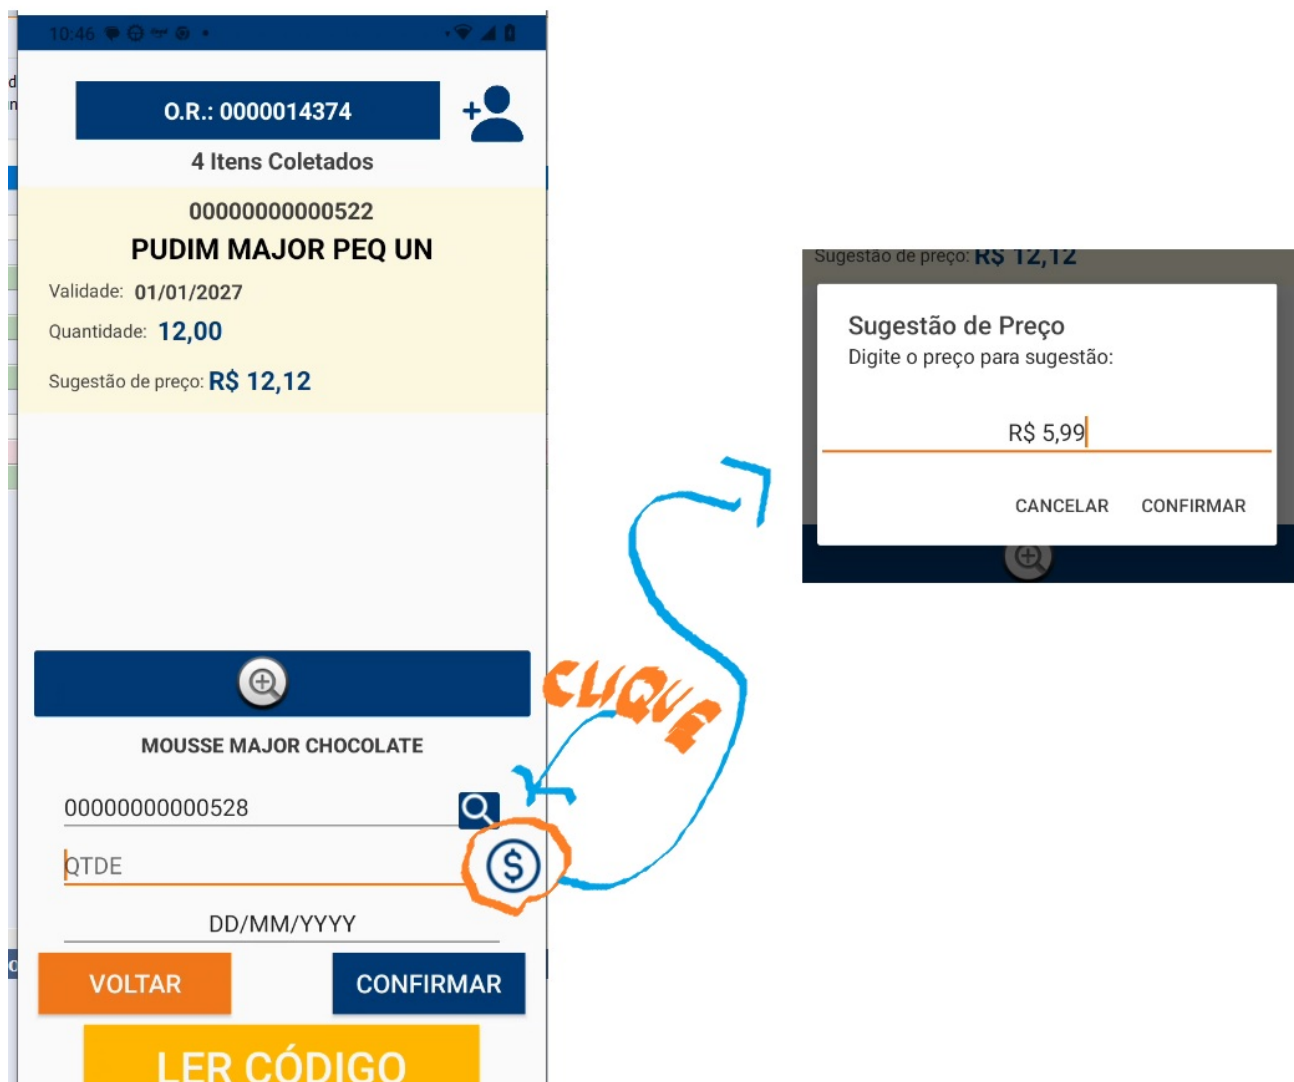 10:46
O.R.: 0000014374
4 Itens Coletados
00000000000522
PUDIM MAJOR PEQ UN
Validade: 01/01/2027
Quantidade: 12,00
Sugestão de preço: R$ 12,12
MOUSSE MAJOR CHOCOLATE
00000000000528
QTDE
$
DD/MM/YYYY
VOLTAR
CONFIRMAR
LER CÓDIGO
CLIQUE
Sugestão de preço: R$ 12,12
Sugestão de Preço
Digite o preço para sugestão:
R$ 5,99
CANCELAR
CONFIRMAR